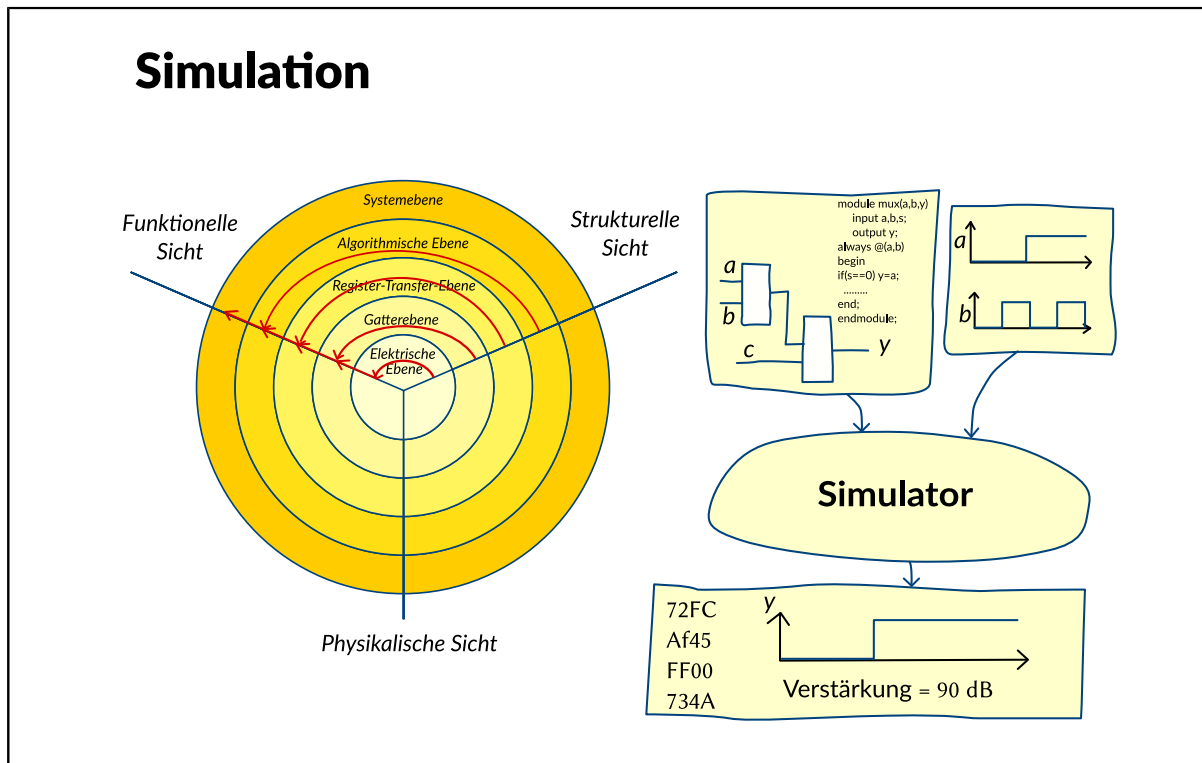 Simulation
Funktionelle
Sicht
Systemebene
Algorithmische Ebene
Register-Transfer-Ebene
Gatterebene
Elektrische
Ebene
Strukturelle
Sicht
Physikalische Sicht
module mux(a,b,y)
input a,b,s;
output y;
always @(a,b)
begin
if(s==0) y=a;
.........
end;
endmodule;
a
b
c
y
a
b
Simulator
72FC
Af45
FF00
734A
y
Verstärkung = 90 dB